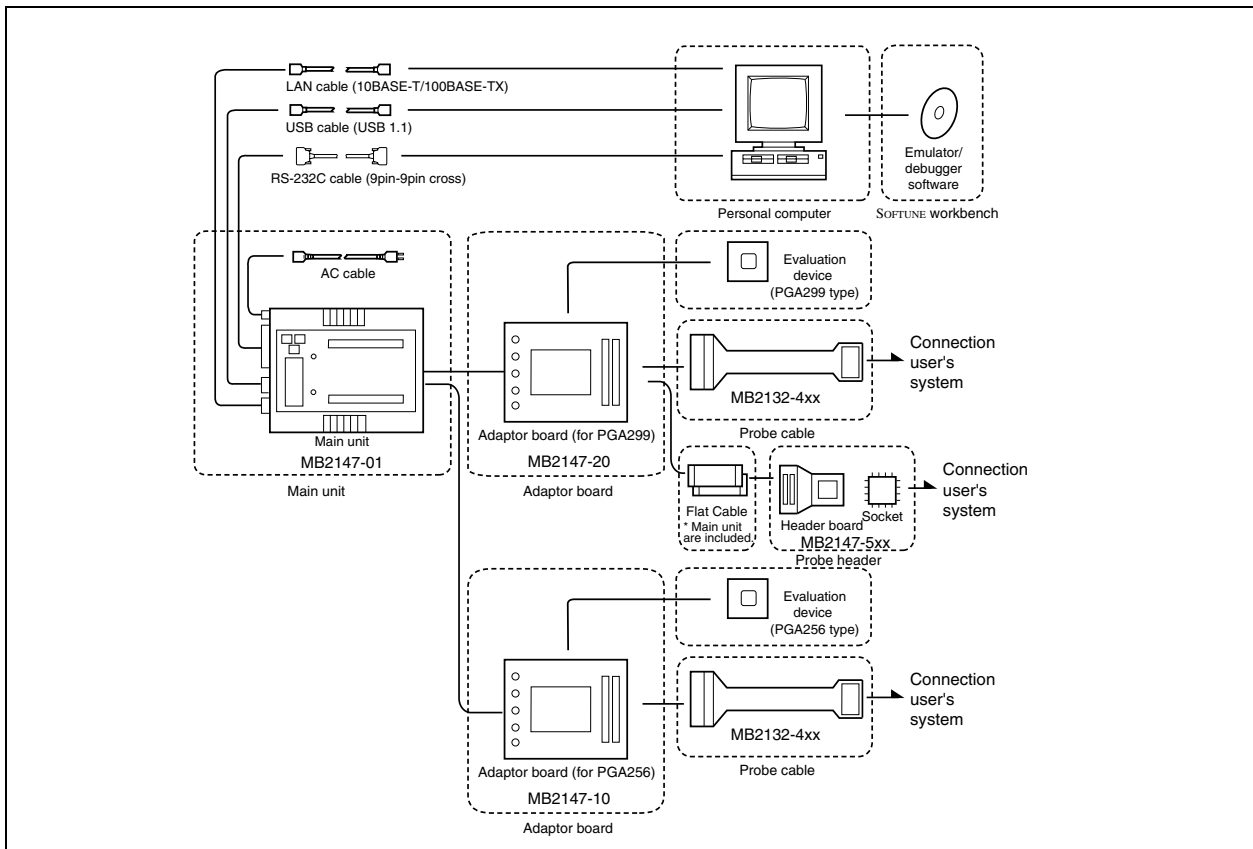 LAN cable (10BASE-T/100BASE-TX)
USB cable (USB 1.1)
RS-232C cable (9pin-9pin cross)
Personal computer
Emulator/
debugger
software
SOFTUNE workbench
AC cable
Main unit
MB2147-01
Main unit
Adaptor board (for PGA299)
MB2147-20
Adaptor board
Evaluation
device
(PGA299 type)
MB2132-4xx
Probe cable
Connection
user's
system
Flat Cable
* Main unit
are included.
Header board
Socket
MB2147-5xx
Probe header
Connection
user's
system
Adaptor board (for PGA256)
MB2147-10
Adaptor board
Evaluation
device
(PGA256 type)
MB2132-4xx
Probe cable
Connection
user's
system